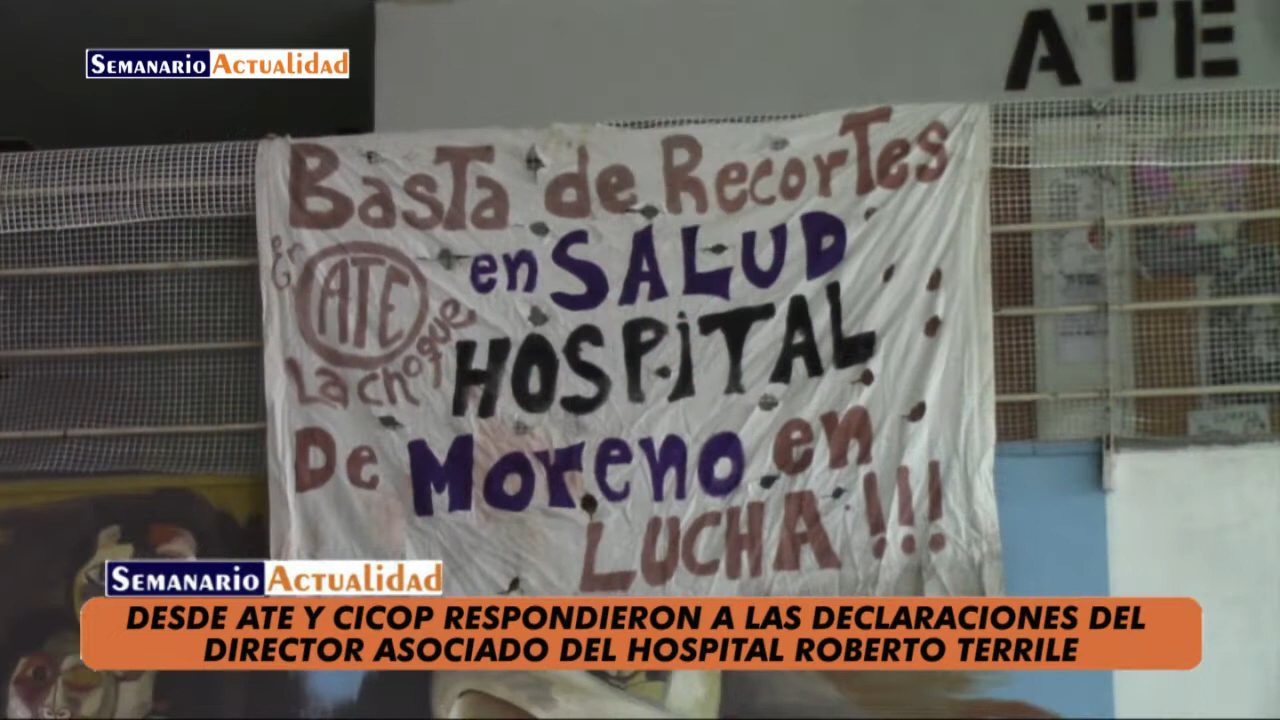 SEMANARIO ACTUALIDAD
ATE
BASTA de RecorTes
en SALUD
En ATE La choque
HOSPiTAL
De Moreno en
LUCHA !!!
SEMANARIO ACTUALIDAD
DESDE ATE Y CICOP RESPONDIERON A LAS DECLARACIONES DEL
DIRECTOR ASOCIADO DEL HOSPITAL ROBERTO TERRILE